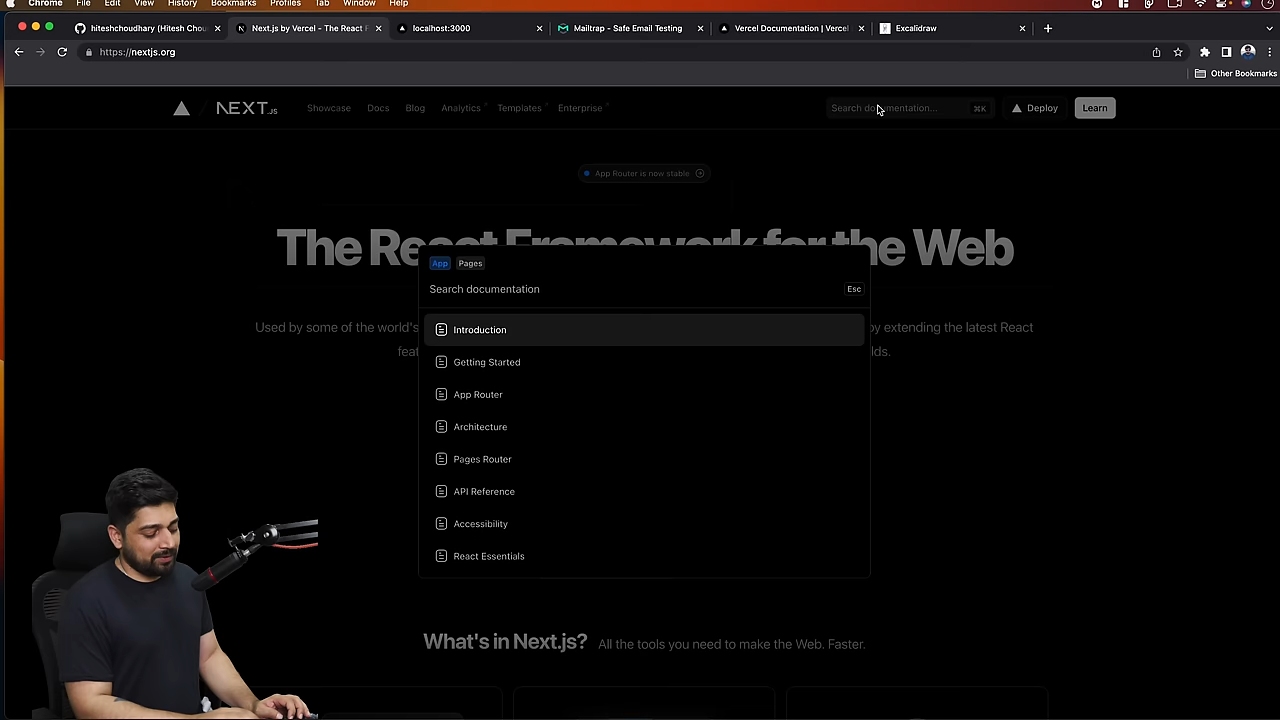 Chrome File Edit View History Bookmarks Profiles Tab Window Help
hiteshchoudhary (Hitesh Chou
Next.js by Vercel - The React F
localhost:3000
Mailtrap - Safe Email Testing
Vercel Documentation | Vercel
Excalidraw
https://nextjs.org
Other Bookmarks
NEXT.JS Showcase Docs Blog Analytics Templates Enterprise Search documentation... ⌘K Deploy Learn
App Router is now stable
The React Framework for the Web
App Pages
Search documentation Esc
Used by some of the world's
by extending the latest React
Introduction
Getting Started
App Router
Architecture
Pages Router
API Reference
Accessibility
React Essentials
What's in Next.js? All the tools you need to make the Web. Faster.